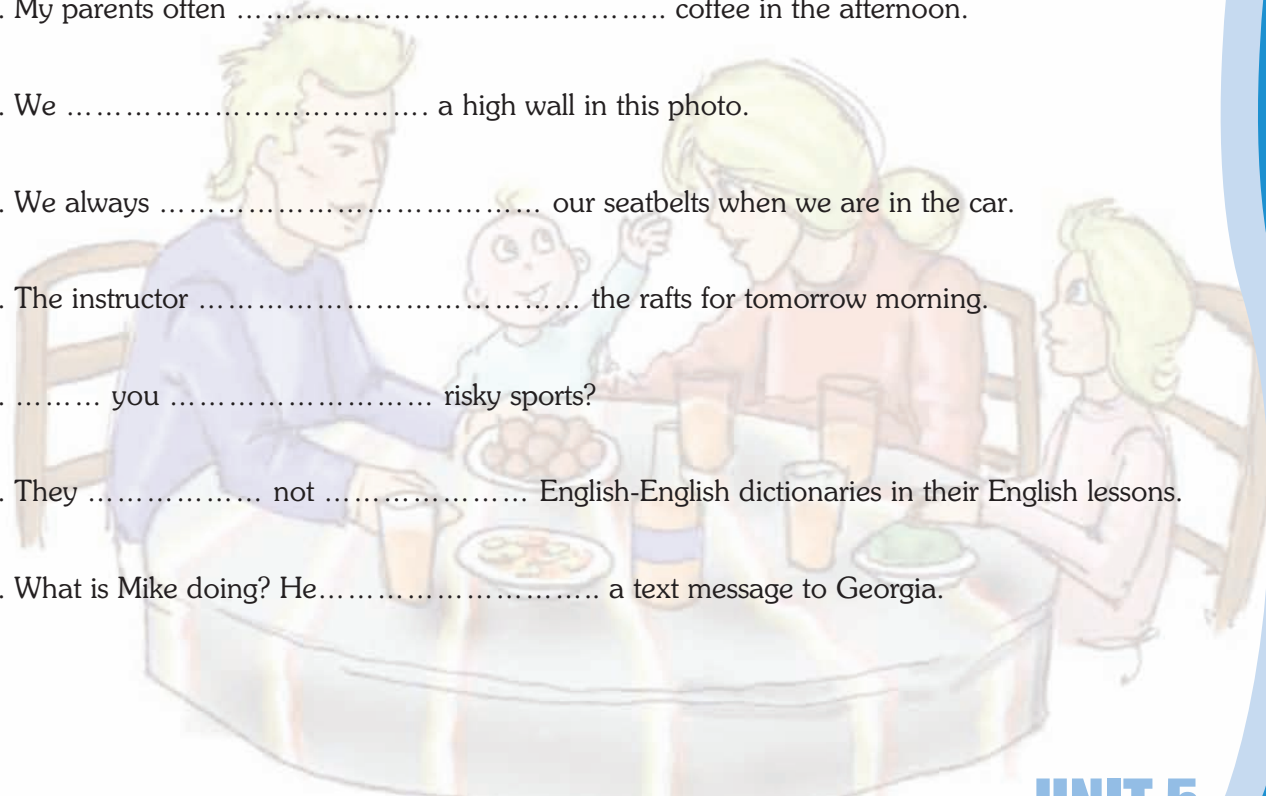 . My parents often ………………………………………….. coffee in the afternoon.
. We ………………………………. a high wall in this photo.
. We always ………………………………… our seatbelts when we are in the car.
. The instructor ………………………………… the rafts for tomorrow morning.
. ……… you ……………………… risky sports?
. They ……………… not ………………… English-English dictionaries in their English lessons.
. What is Mike doing? He……………………….. a text message to Georgia.
UNIT 5